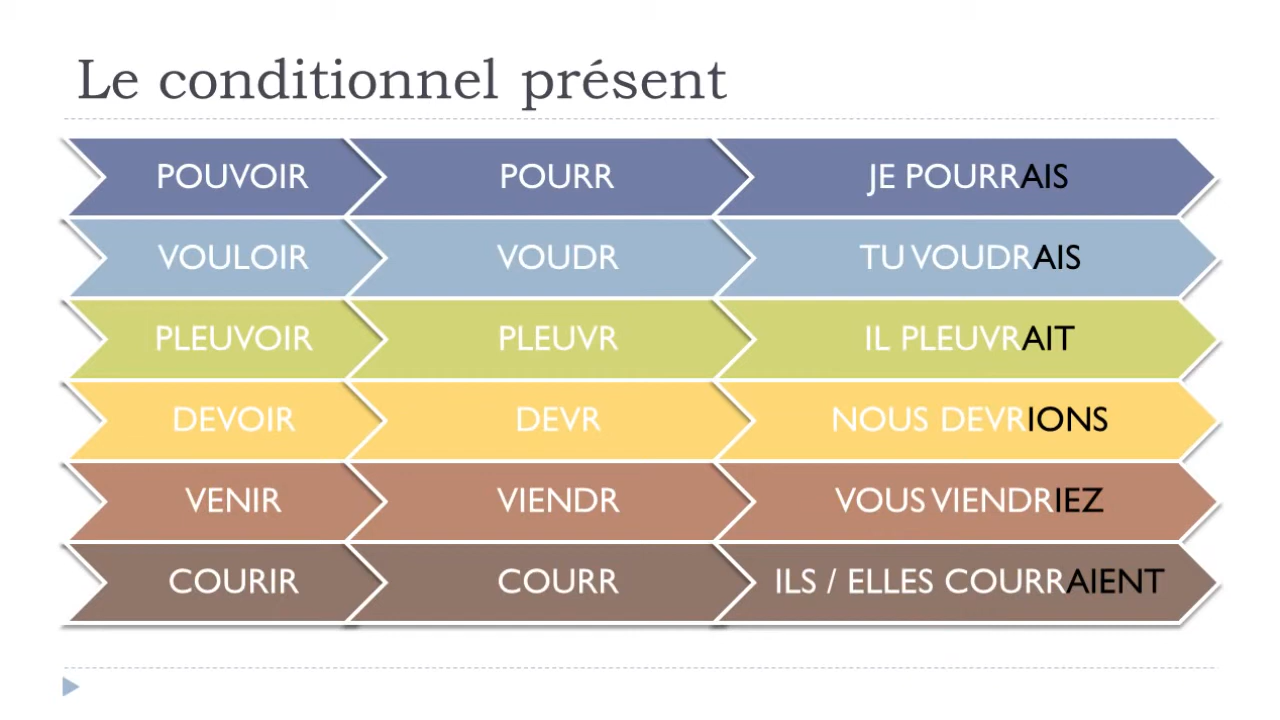 Le conditionnel présent
POUVOIR POURR JE POURRAIS
VOULOIR VOUDR TU VOUDRAIS
PLEUVOIR PLEUVR IL PLEUVRAIT
DEVOIR DEVR NOUS DEVRIONS
VENIR VIENDR VOUS VIENDRIEZ
COURIR COURR ILS / ELLES COURRAIENT